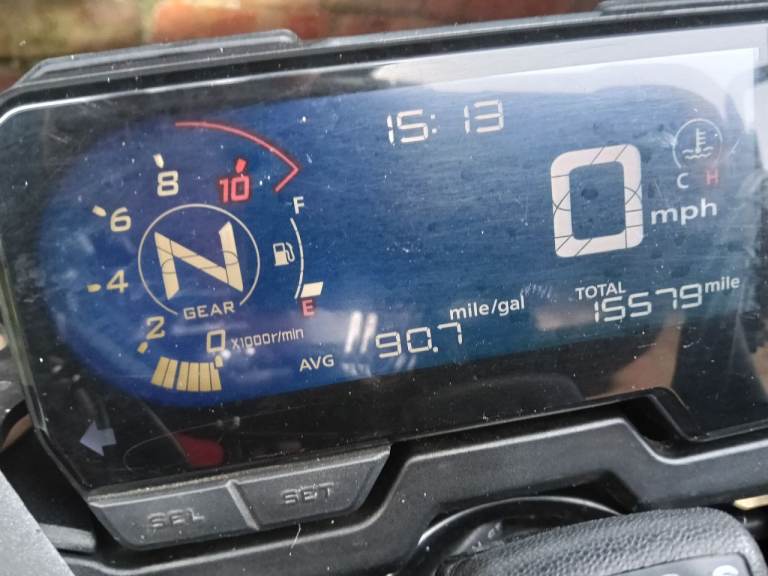 15:13
8 10
6
4
2
0 X1000r/min
N
GEAR
F
E
0 mph
C H
AVG 90.7 mile/gal
TOTAL
15579 mile
SEL SET